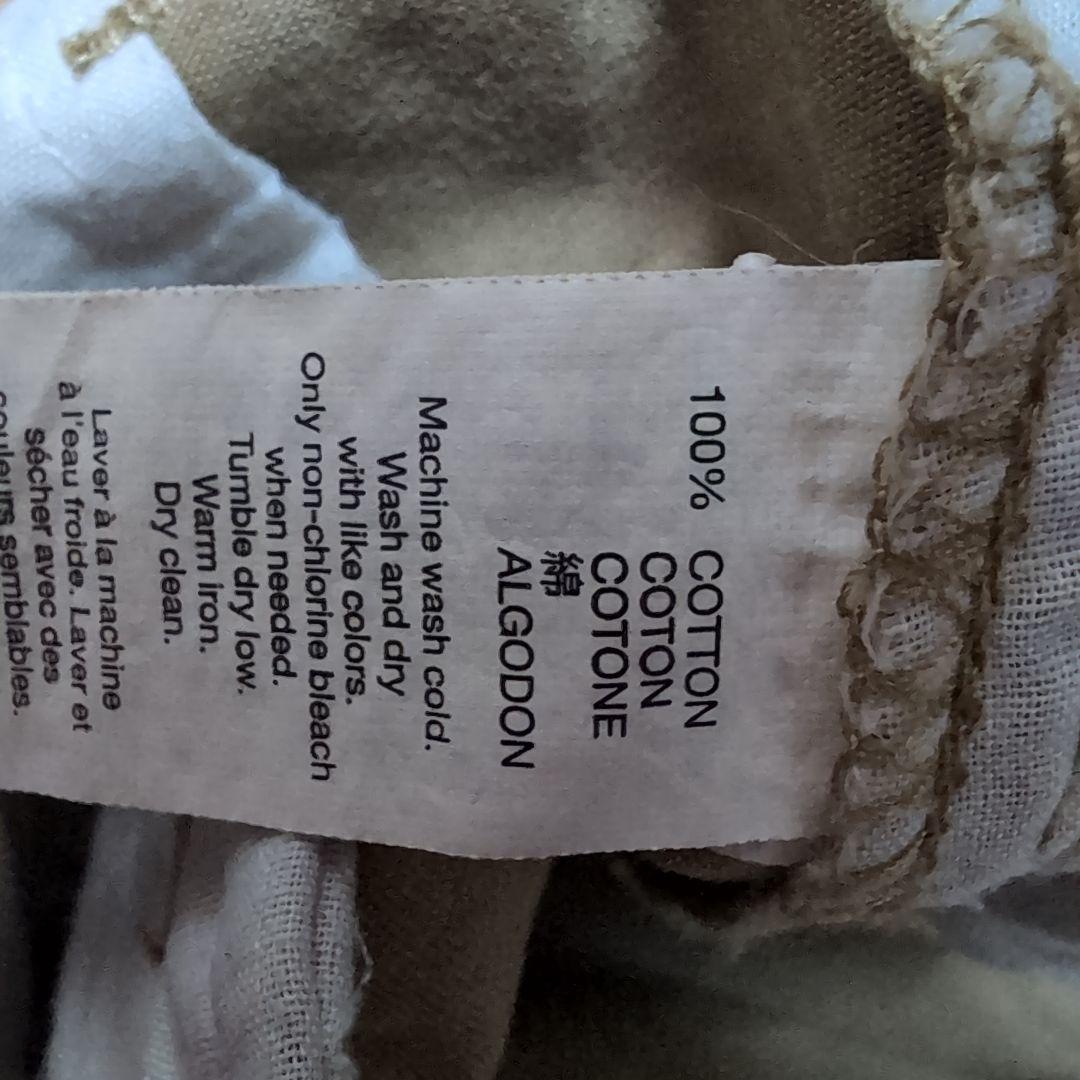 100% COTTON
COTON
COTONE
綿
ALGODON
Machine wash cold.
Wash and dry
with like colors.
Only non-chlorine bleach
when needed.
Tumble dry low.
Warm iron.
Dry clean.
Laver à la machine
à l'eau froide. Laver et
sécher avec des
couleurs semblables.